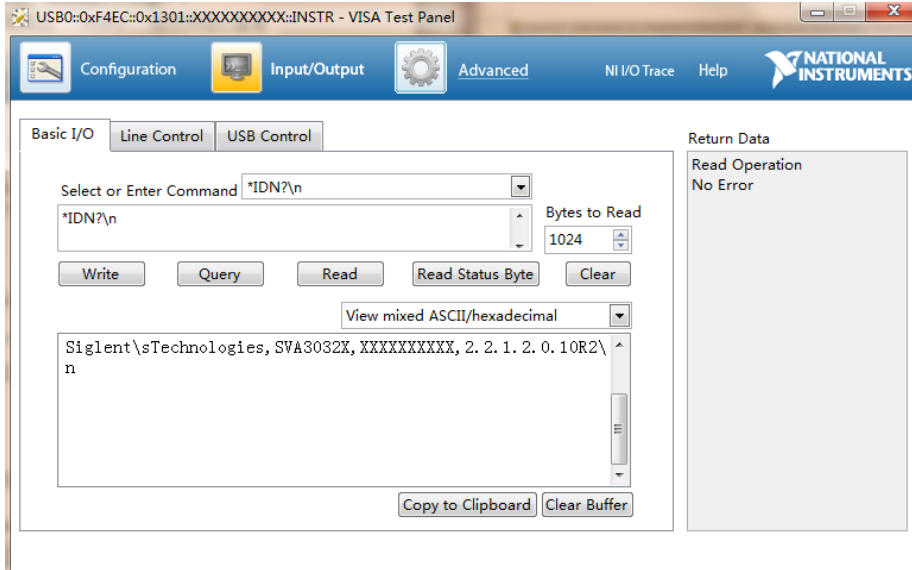 USB0::0xF4EC::0x1301::XXXXXXXXXX::INSTR - VISA Test Panel
Configuration Input/Output Advanced NI I/O Trace Help NATIONAL INSTRUMENTS
Basic I/O Line Control USB Control
Return Data
Read Operation
No Error
Select or Enter Command *IDN?\n
*IDN?\n
Bytes to Read
1024
Write Query Read Read Status Byte Clear
View mixed ASCII/hexadecimal
Siglent\sTechnologies,SVA3032X,XXXXXXXXXX,2.2.1.2.0.10R2\
n
Copy to Clipboard Clear Buffer